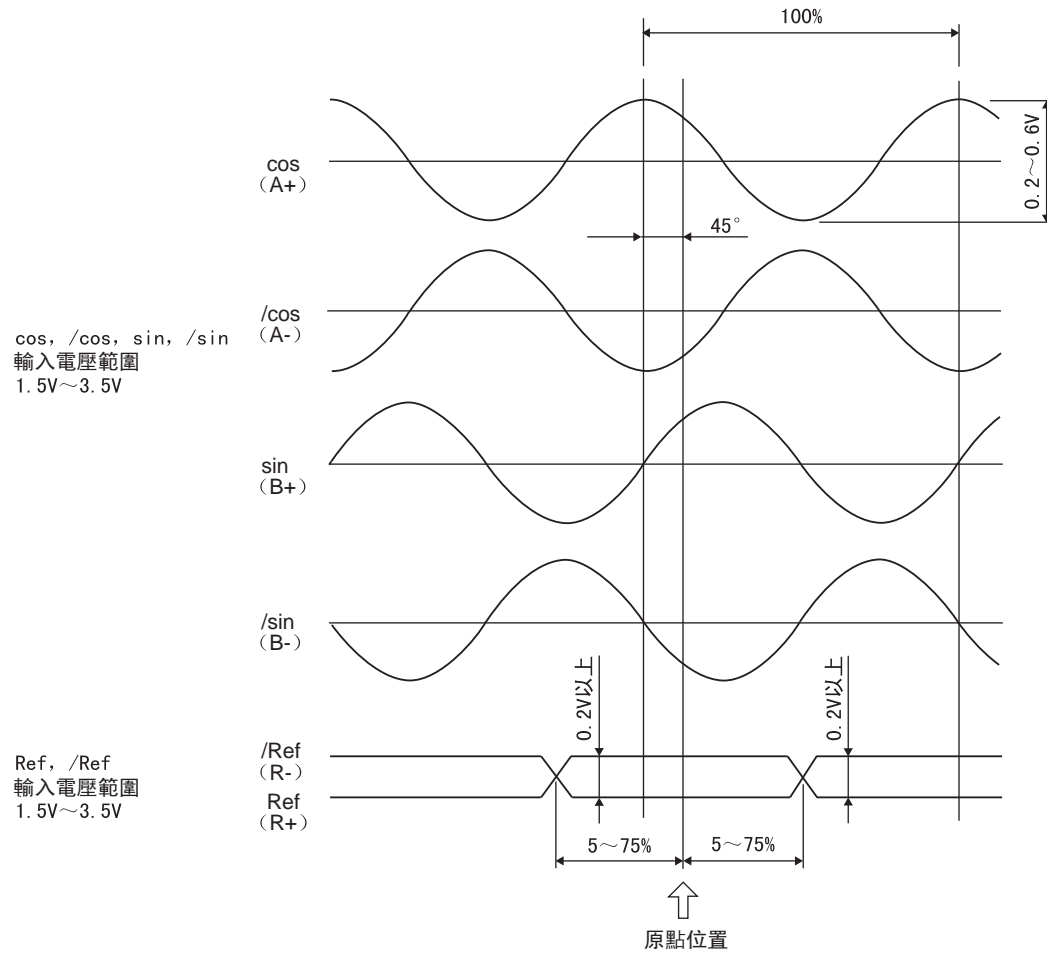 100%
0.2～0.6V
cos
（A+）
45°
/cos
（A-）
cos, /cos, sin, /sin
輸入電壓範圍
1.5V～3.5V
sin
（B+）
/sin
（B-）
0.2V以上
0.2V以上
/Ref
（R-）
Ref
（R+）
Ref, /Ref
輸入電壓範圍
1.5V～3.5V
5～75%
5～75%
原點位置